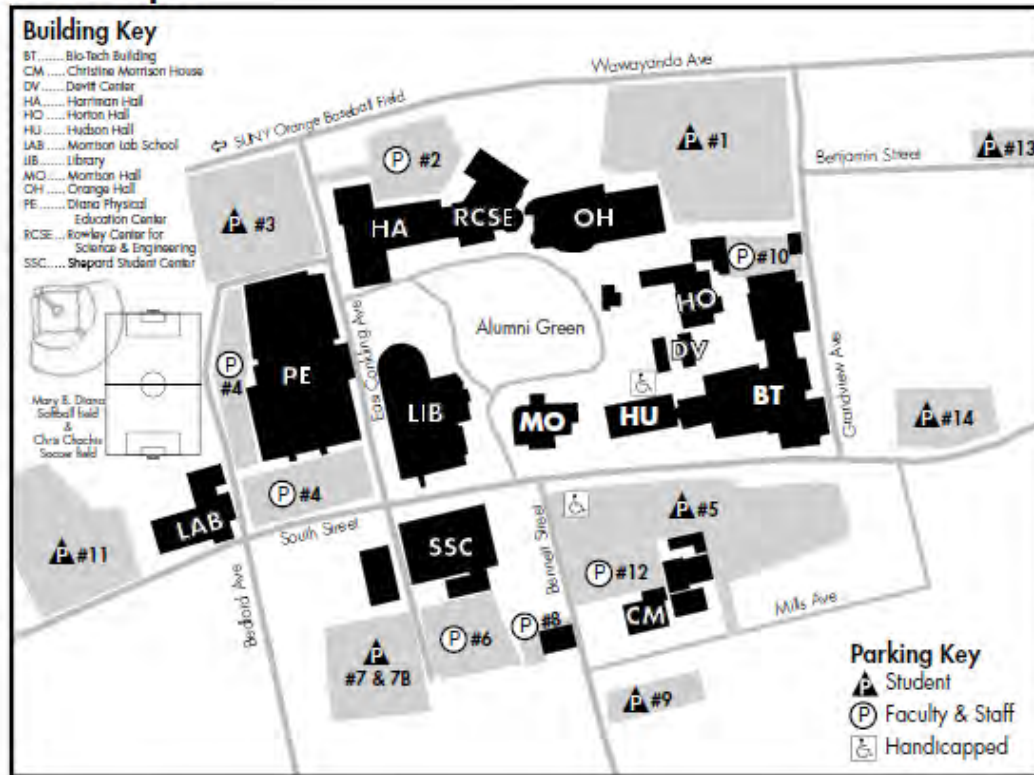 Building Key
BT ....... Bio-Tech Building
CM .... Christine Morrison House
DV ..... Devitt Center
HA ..... Harriman Hall
HO ..... Horton Hall
HU ..... Hudson Hall
LAB .... Morrison Lab School
LIB ..... Library
MO .... Morrison Hall
OH ..... Orange Hall
PE ....... Diana Physical
Education Center
RCSE ... Rowley Center for
Science & Engineering
SSC ..... Shepard Student Center
Wawayanda Ave
SUNY Orange Baseball Field
P #2
P #1
P #13
Benjamin Street
P #3
HA
RCSE
OH
P #10
HO
Alumni Green
DV
P #4
PE
East Conkling Ave
LIB
MO
HU
BT
Grandview Ave
P #14
Mary B. Diana
Softball field
&
Chris Chachis
Soccer field
P #4
LAB
South Street
P #11
SSC
Bennett Street
P #5
P #12
CM
Mills Ave
Bedford Ave
P #6
P #8
P
#7 & 7B
P #9
Parking Key
P Student
P Faculty & Staff
Handicapped